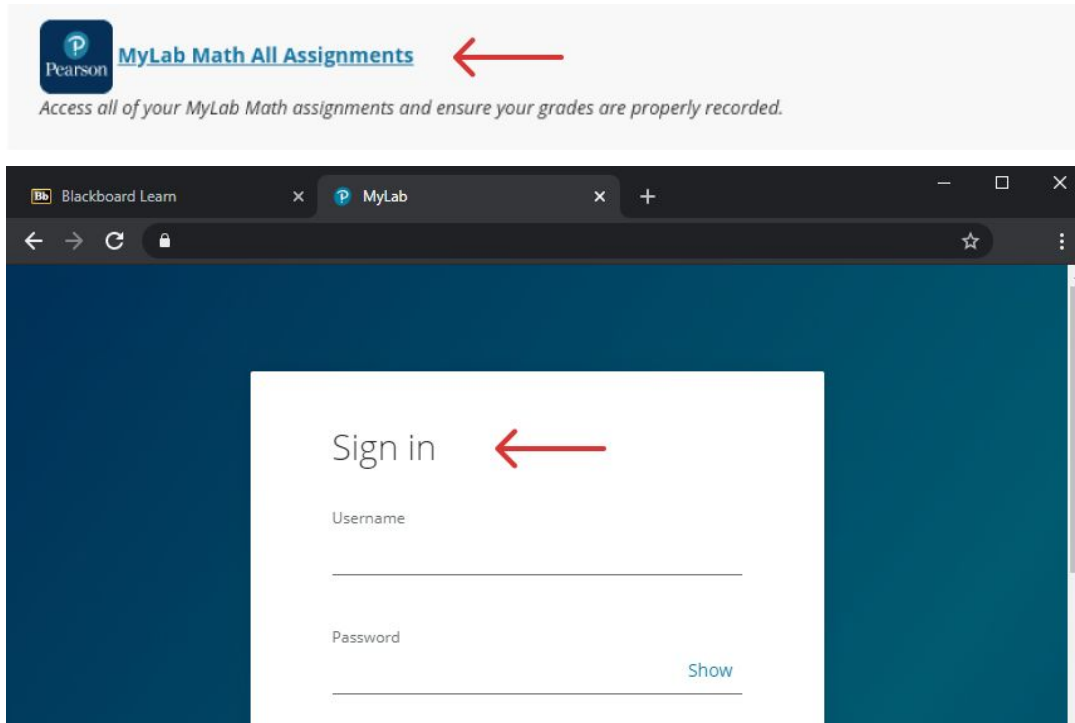 Pearson
MyLab Math All Assignments
Access all of your MyLab Math assignments and ensure your grades are properly recorded.
Bb Blackboard Learn
MyLab
Sign in
Username
Password
Show